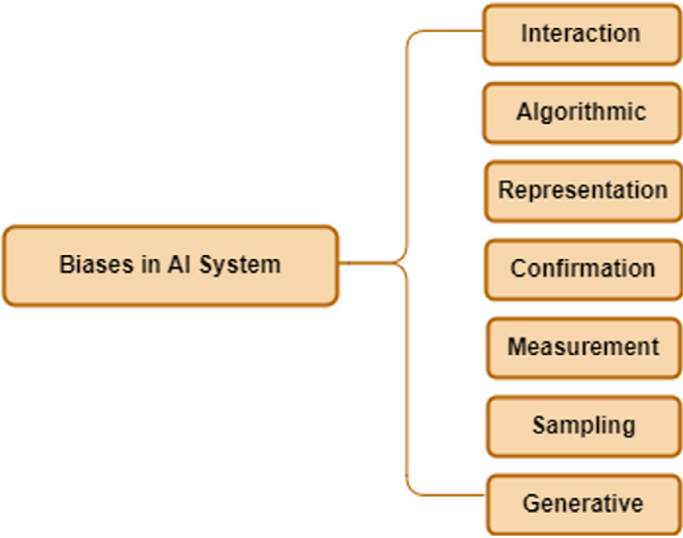 Interaction
Algorithmic
Representation
Biases in AI System
Confirmation
Measurement
Sampling
Generative